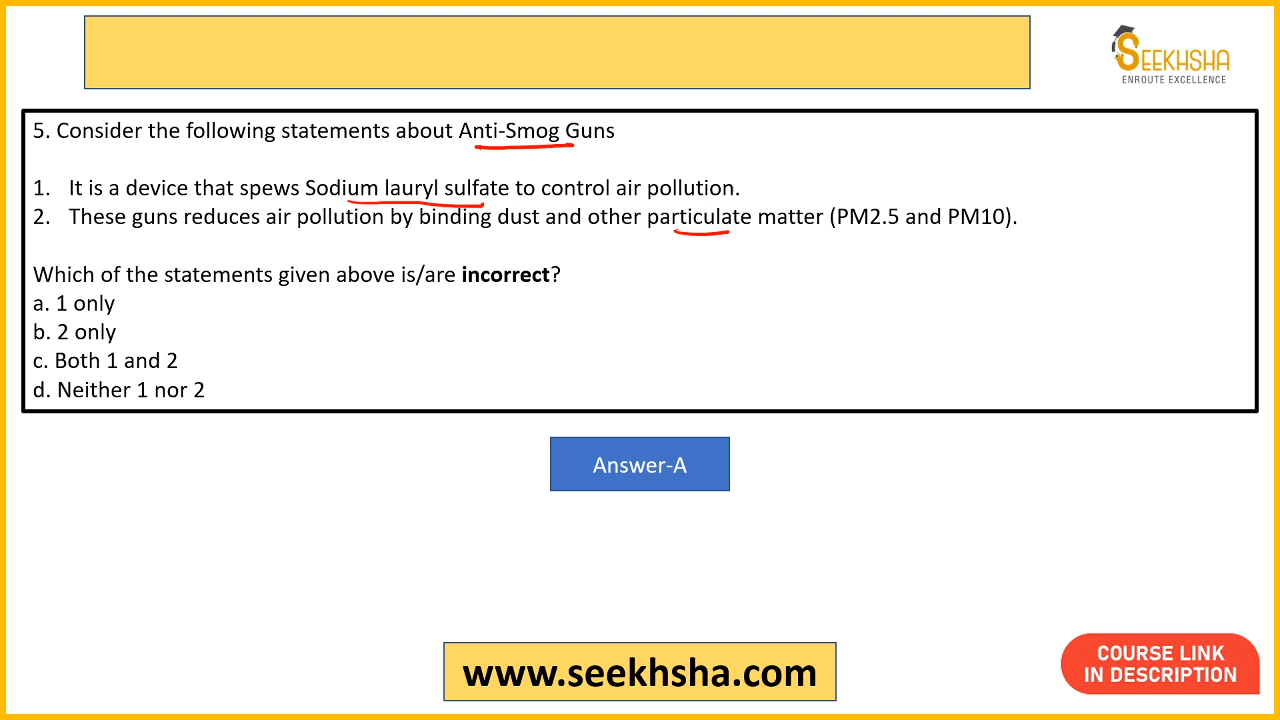 SEEKHSHA
ENROUTE EXCELLENCE
5. Consider the following statements about Anti-Smog Guns
1. It is a device that spews Sodium lauryl sulfate to control air pollution.
2. These guns reduces air pollution by binding dust and other particulate matter (PM2.5 and PM10).
Which of the statements given above is/are incorrect?
a. 1 only
b. 2 only
c. Both 1 and 2
d. Neither 1 nor 2
Answer-A
www.seekhsha.com
COURSE LINK
IN DESCRIPTION